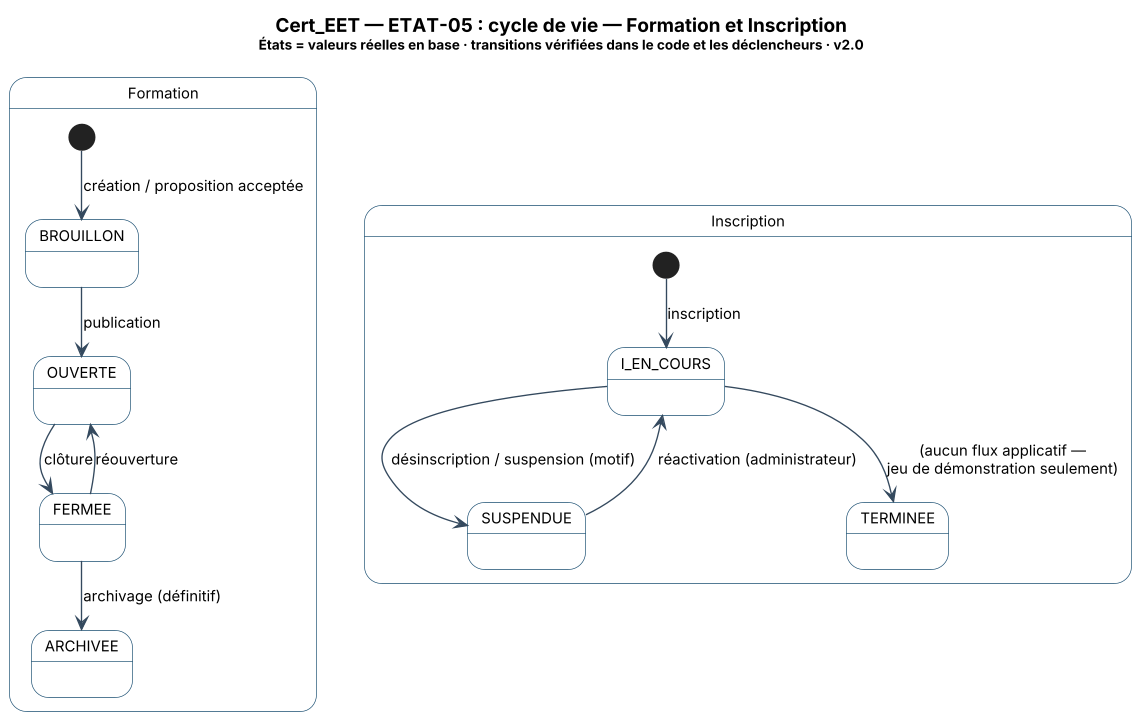 Cert_EET — ETAT-05 : cycle de vie — Formation et Inscription
États = valeurs réelles en base · transitions vérifiées dans le code et les déclencheurs · v2.0
Formation
création / proposition acceptée
BROUILLON
publication
OUVERTE
clôture
réouverture
FERMEE
archivage (définitif)
ARCHIVEE
Inscription
inscription
I_EN_COURS
désinscription / suspension (motif)
réactivation (administrateur)
(aucun flux applicatif —
jeu de démonstration seulement)
SUSPENDUE
TERMINEE